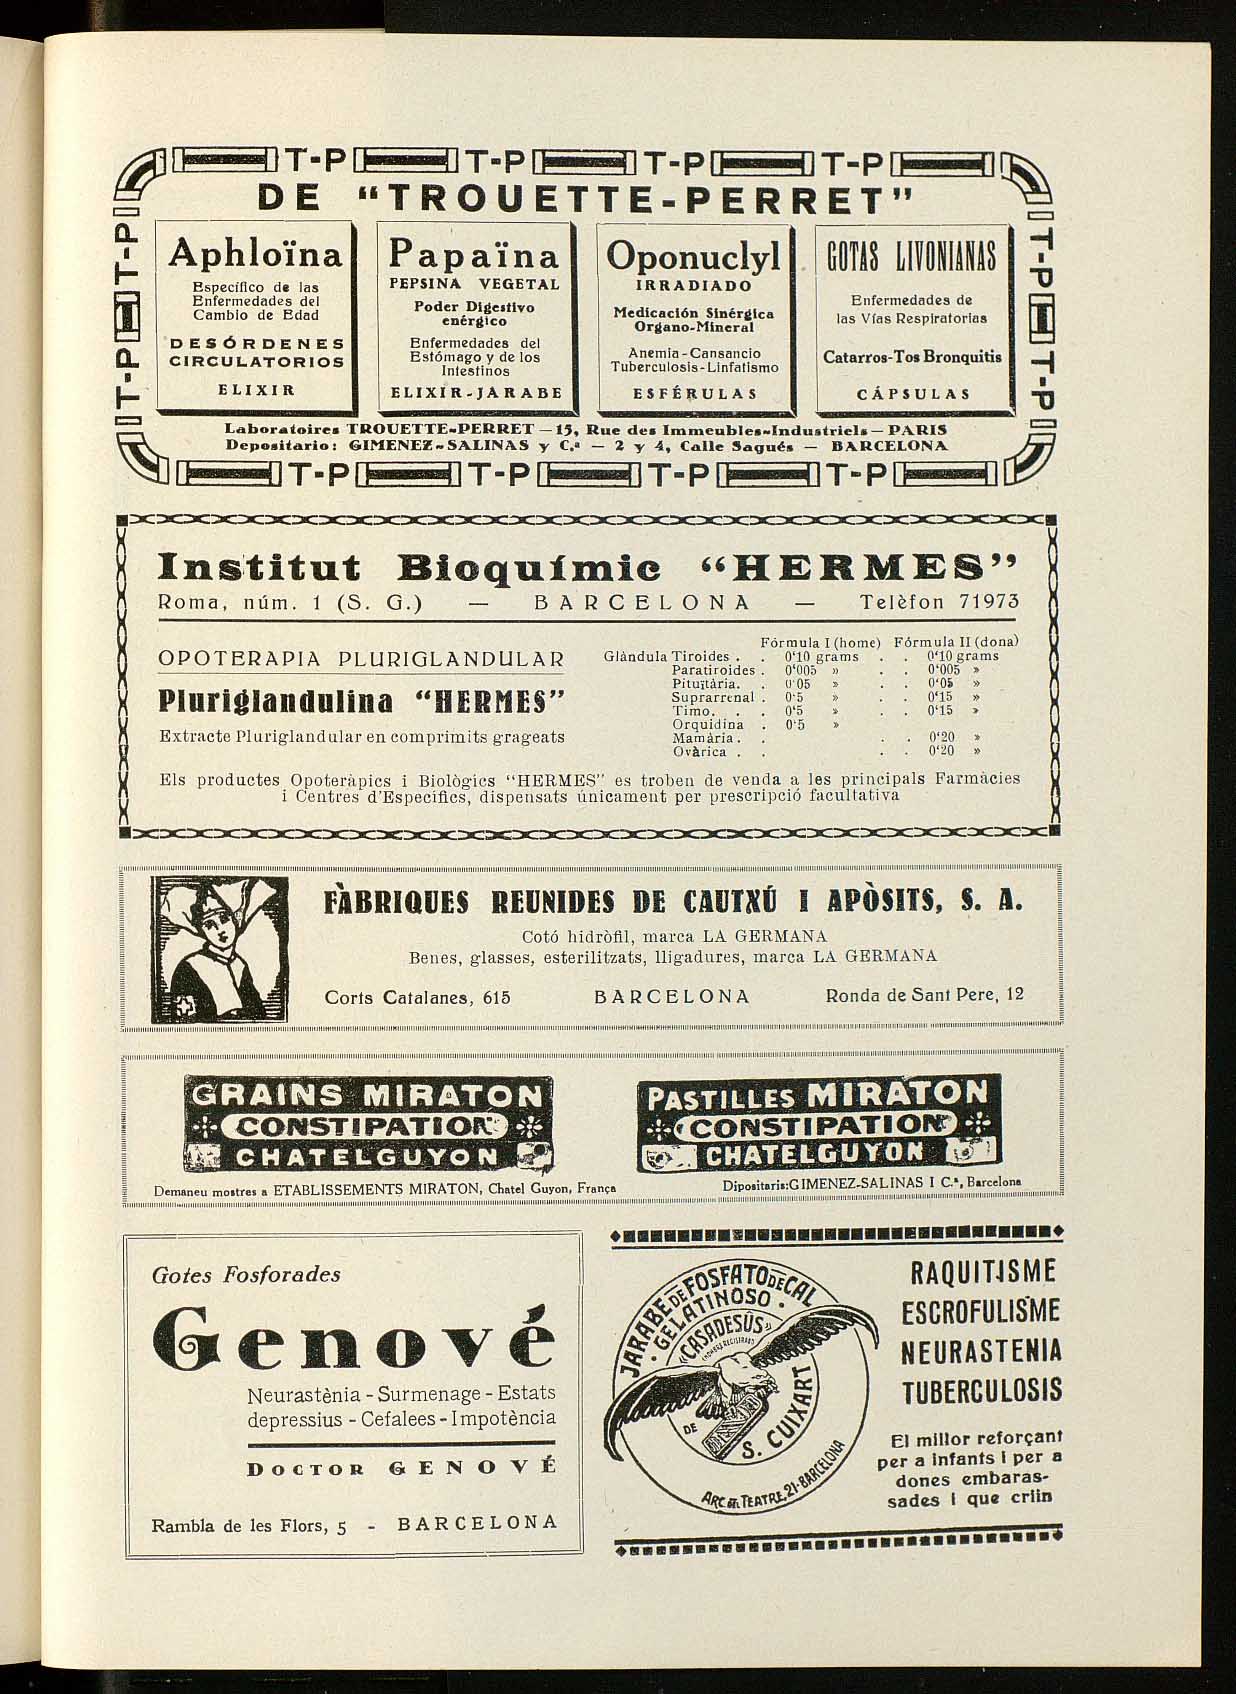 T-P T-P T-P T-P
DE "TROUETTE-PERRET"
T-P T-P
T-P T-P
Aphloïna
Específico de las
Enfermedades del
Cambio de Edad
DESÓRDENES
CIRCULATORIOS
ELIXIR
Papaïna
PEPSINA VEGETAL
Poder Digestivo
enérgico
Enfermedades del
Estómago y de los
Intestinos
ELIXIR-JARABE
Oponuclyl
IRRADIADO
Medicación Sinérgica
Organo-Mineral
Anemia-Cansancio
Tuberculosis-Linfatismo
ESFÉRULAS
GOTAS LIVONIANAS
Enfermedades de
las Vías Respiratorias
Catarros-Tos Bronquitis
CÁPSULAS
Laboratoires TROUETTE-PERRET — 15, Rue des Immeubles-Industriels — PARIS
Depositario: GIMENEZ-SALINAS y C.ª — 2 y 4, Calle Sagués — BARCELONA
T-P T-P T-P T-P
Institut Bioquímic "HERMES"
Roma, núm. 1 (S. G.) — BARCELONA — Telèfon 71973
OPOTERAPIA PLURIGLANDULAR
Pluriglandulina "HERMES"
Extracte Pluriglandular en comprimits grageats
Fórmula I (home) Fórmula II (dona)
Glàndula Tiroides . . 0'10 grams . . 0'10 grams
Paratiroides . 0'005 » . . 0'005 »
Pituïtària. . 0'05 » . . 0'05 »
Suprarrenal . 0'5 » . . 0'15 »
Timo. . . 0'5 » . . 0'15 »
Orquidina . 0'5 »
Mamària . . . . 0'20 »
Ovàrica . . . . 0'20 »
Els productes Opoteràpics i Biològics "HERMES" es troben de venda a les principals Farmàcies
i Centres d'Específics, dispensats únicament per prescripció facultativa
FÀBRIQUES REUNIDES DE CAUTXÚ I APÒSITS, S. A.
Cotó hidròfil, marca LA GERMANA
Benes, glasses, esterilitzats, lligadures, marca LA GERMANA
Corts Catalanes, 615 BARCELONA Ronda de Sant Pere, 12
GRAINS MIRATON
CONSTIPATION
CHATELGUYON
PASTILLES MIRATON
CONSTIPATION
CHATELGUYON
Demaneu mostres a ETABLISSEMENTS MIRATON, Chatel Guyon, França
Dipositaris: GIMENEZ-SALINAS I C.ª, Barcelona
Gotes Fosforades
Genové
Neurastènia - Surmenage - Estats
depressius - Cefalees - Impotència
DOCTOR GENOVÉ
Rambla de les Flors, 5 - BARCELONA
JARABE DE FOSFATO DE CAL
· GELATINOSO ·
"CASADESÚS"
(NOMBRE REGISTRADO)
DE S. CUIXART
ARC DEL TEATRE, 21-BARCELONA
RAQUITISME
ESCROFULISME
NEURASTENIA
TUBERCULOSIS
El millor reforçant
per a infants i per a
dones embaras-
sades i que criïn